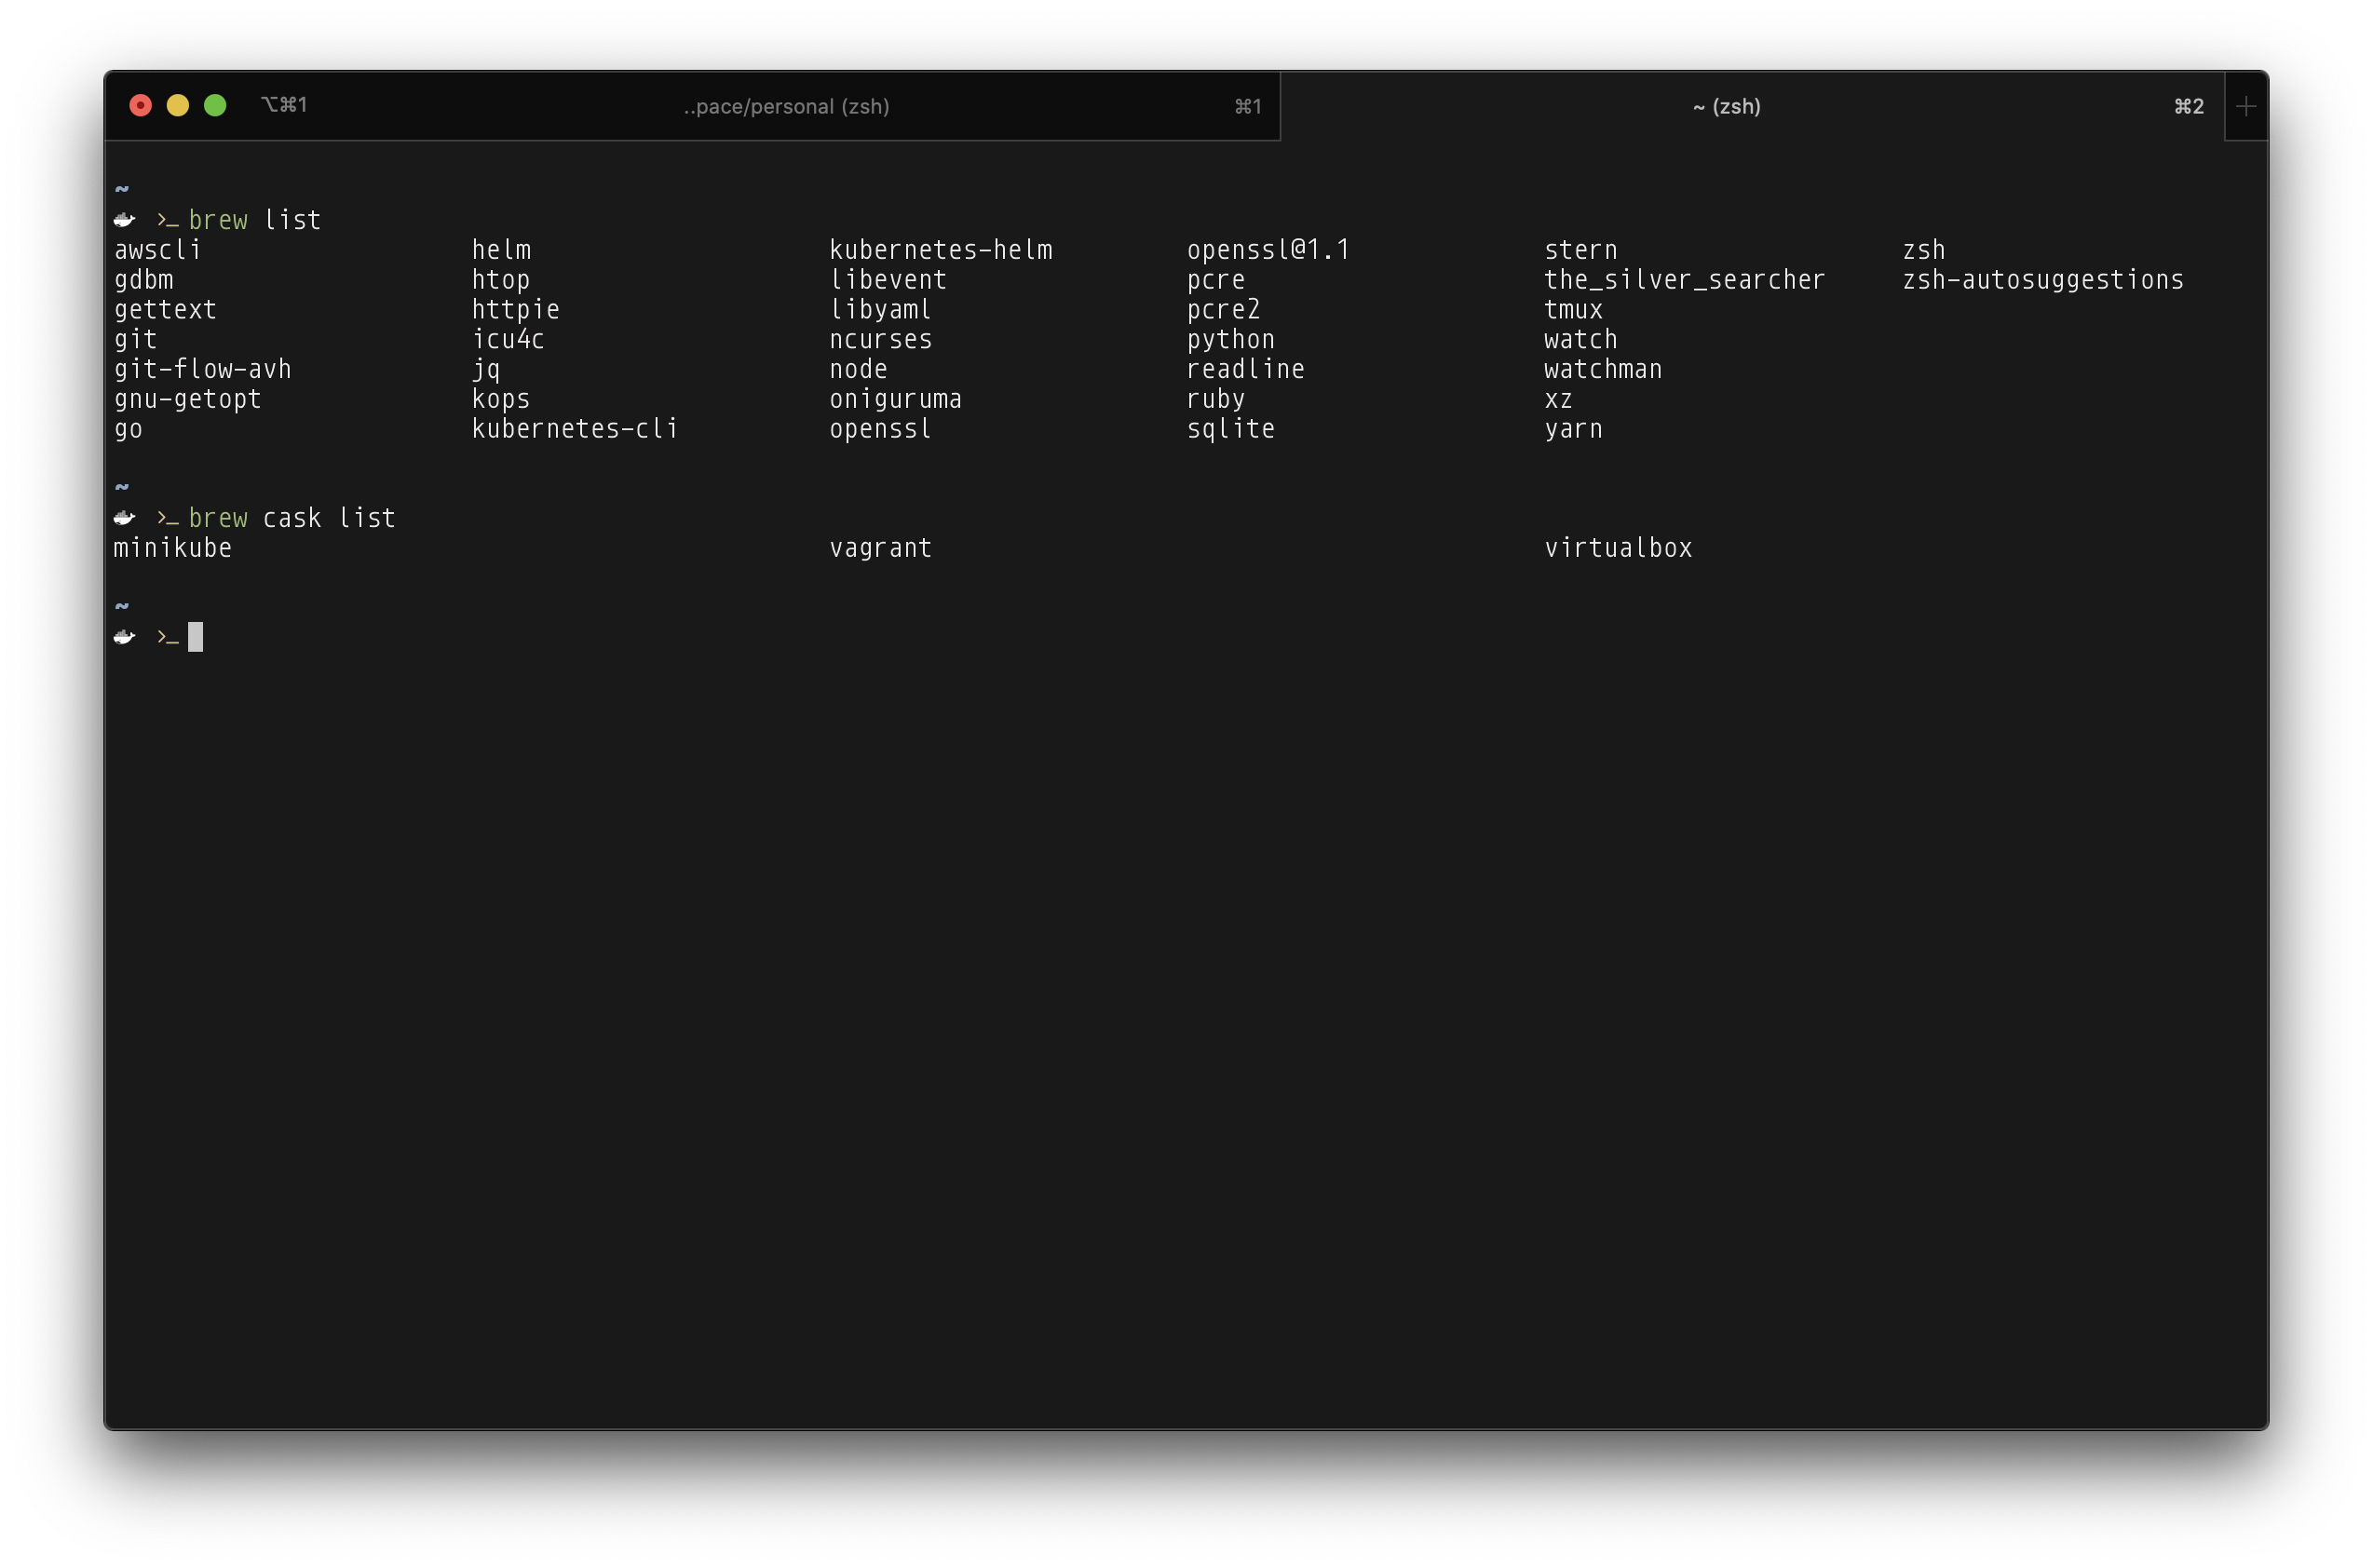 ⌥⌘1 ..pace/personal (zsh) ⌘1 ~ (zsh) ⌘2 +
~
>_ brew list
awscli helm kubernetes-helm openssl@1.1 stern zsh
gdbm htop libevent pcre the_silver_searcher zsh-autosuggestions
gettext httpie libyaml pcre2 tmux
git icu4c ncurses python watch
git-flow-avh jq node readline watchman
gnu-getopt kops oniguruma ruby xz
go kubernetes-cli openssl sqlite yarn
~
>_ brew cask list
minikube vagrant virtualbox
~
>_